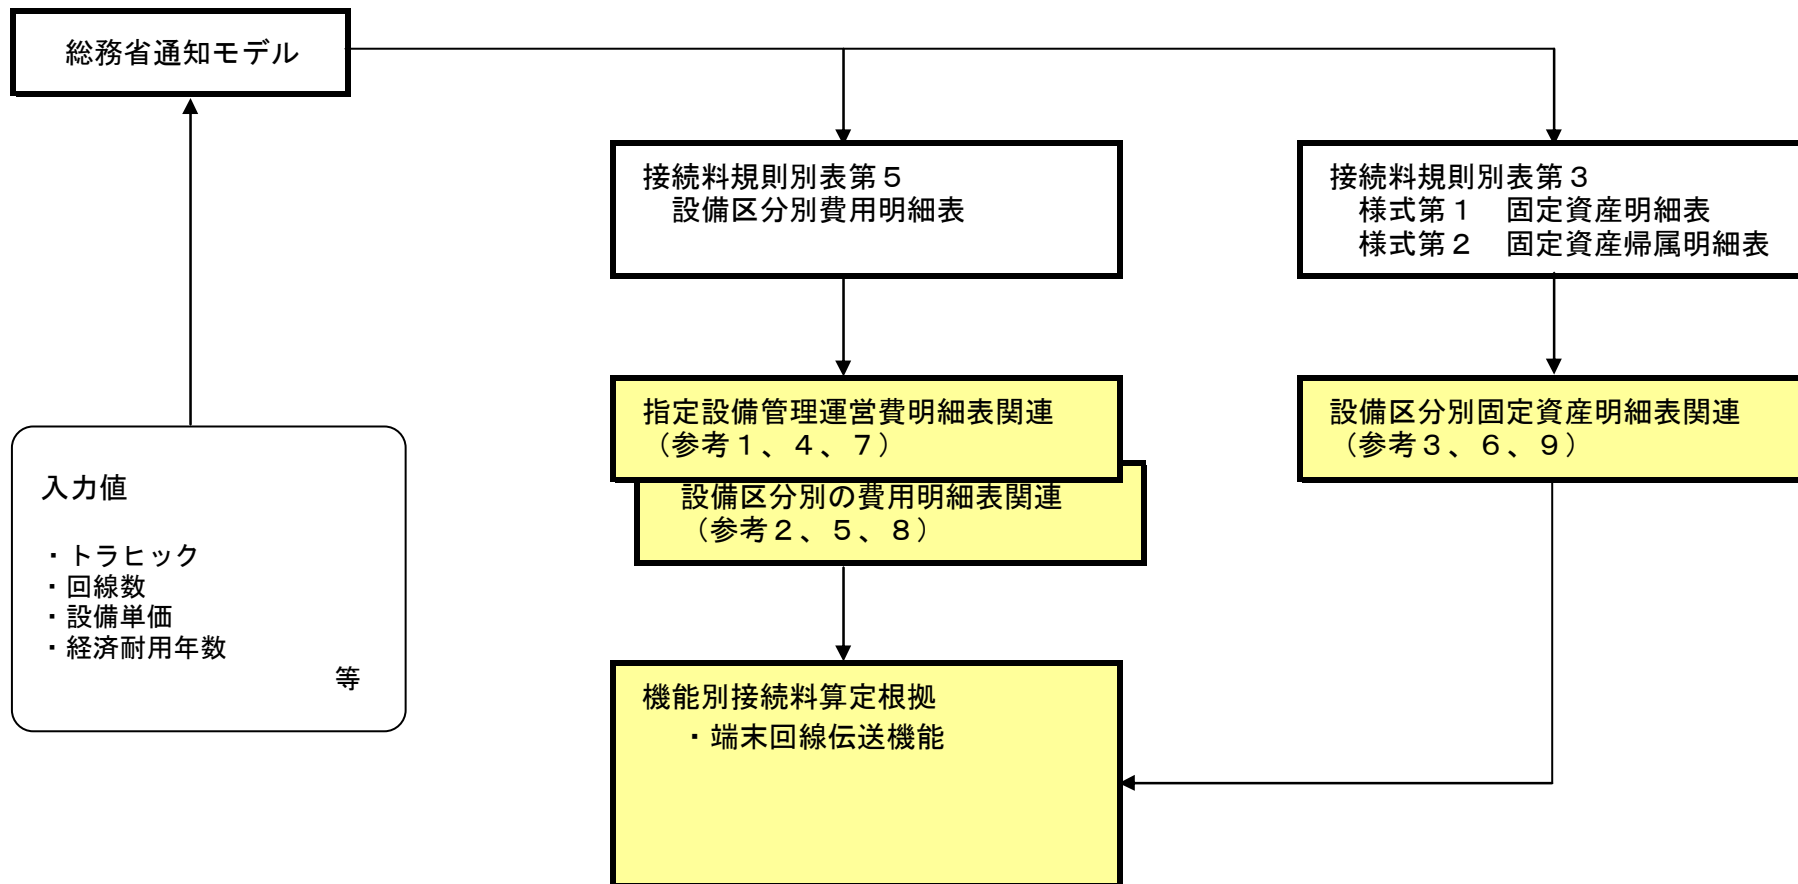 総務省通知モデル
接続料規則別表第５
設備区分別費用明細表
接続料規則別表第３
様式第１　固定資産明細表
様式第２　固定資産帰属明細表
指定設備管理運営費明細表関連
（参考１、４、７）
設備区分別の費用明細表関連
（参考２、５、８）
設備区分別固定資産明細表関連
（参考３、６、９）
入力値
・トラヒック
・回線数
・設備単価
・経済耐用年数
等
機能別接続料算定根拠
・端末回線伝送機能